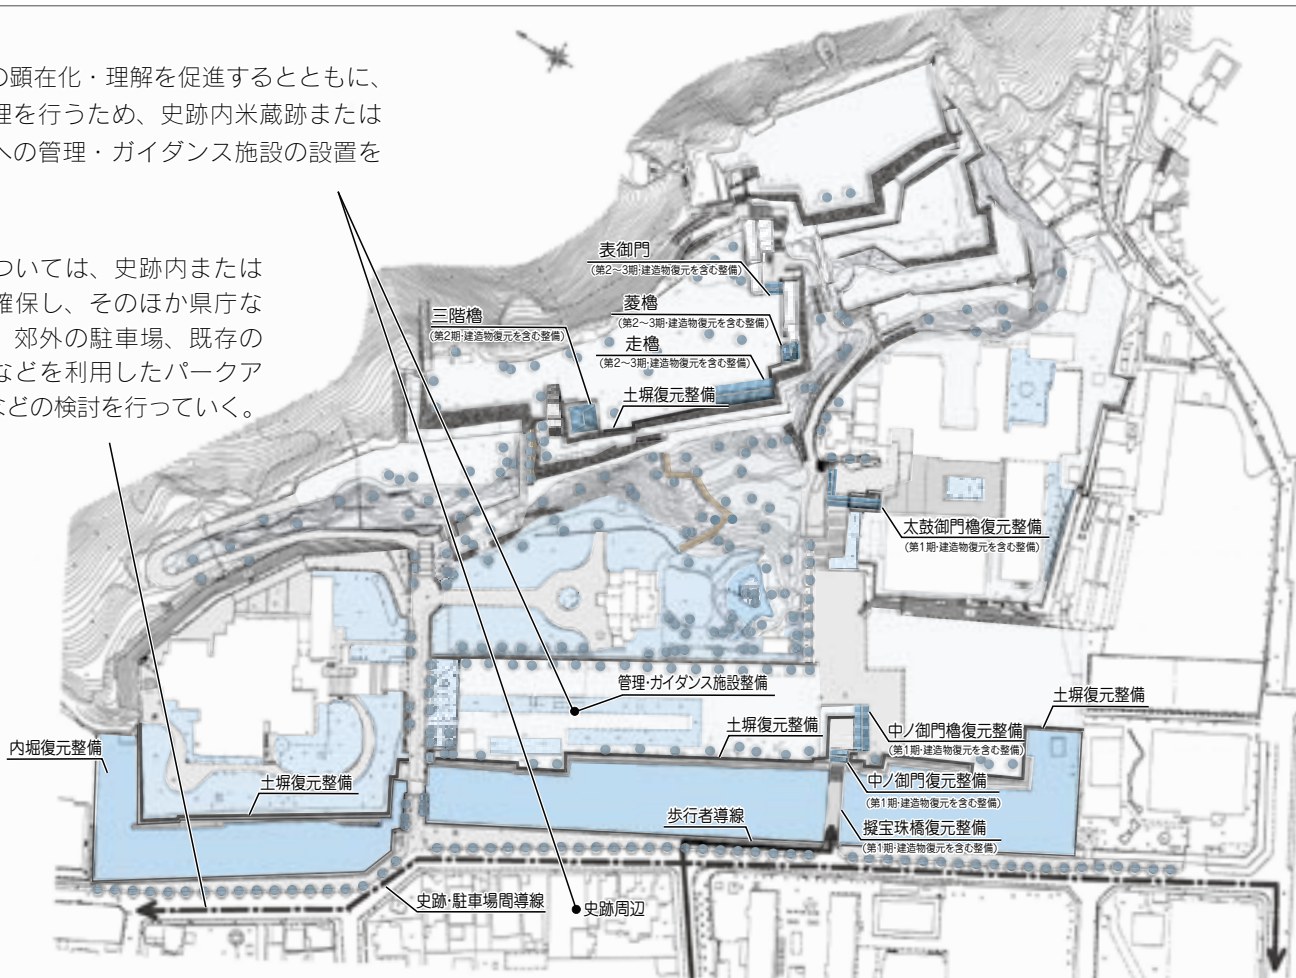 の顕在化・理解を促進するとともに、
理を行うため、史跡内米蔵跡または
への管理・ガイダンス施設の設置を
ついては、史跡内または
確保し、そのほか県庁な
郊外の駐車場、既存の
などを利用したパークア
などの検討を行っていく。
表御門
(第2～3期・建造物復元を含む整備)
菱櫓
(第2～3期・建造物復元を含む整備)
三階櫓
(第2期・建造物復元を含む整備)
走櫓
(第2～3期・建造物復元を含む整備)
土塀復元整備
太鼓御門櫓復元整備
(第1期・建造物復元を含む整備)
管理・ガイダンス施設整備
土塀復元整備
土塀復元整備
中ノ御門櫓復元整備
(第1期・建造物復元を含む整備)
内堀復元整備
土塀復元整備
中ノ御門復元整備
(第1期・建造物復元を含む整備)
歩行者導線
擬宝珠橋復元整備
(第1期・建造物復元を含む整備)
史跡・駐車場間導線
史跡周辺